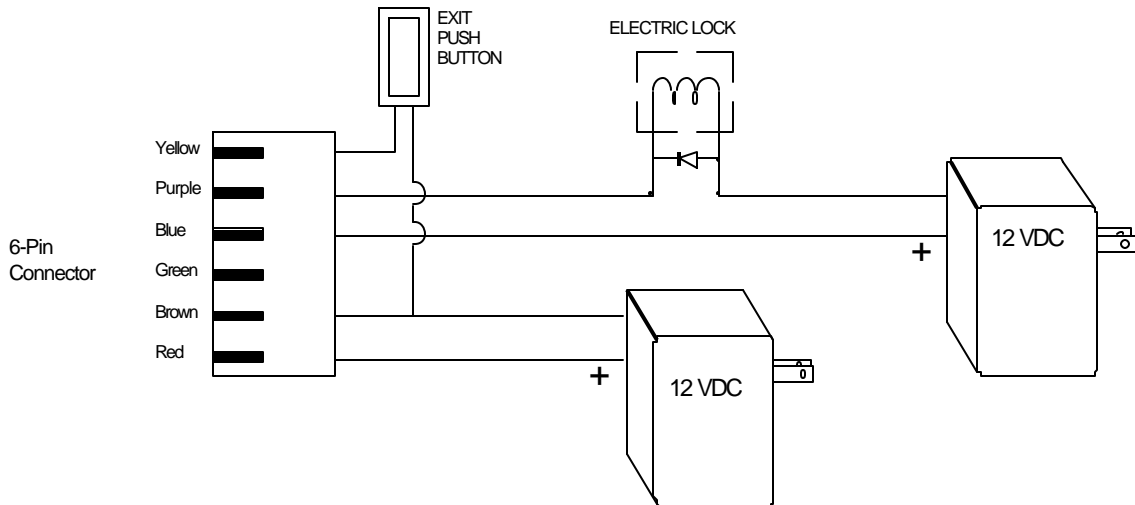 EXIT
PUSH
BUTTON
ELECTRIC LOCK
Yellow
Purple
Blue
Green
Brown
Red
6-Pin
Connector
+
12 VDC
+
12 VDC